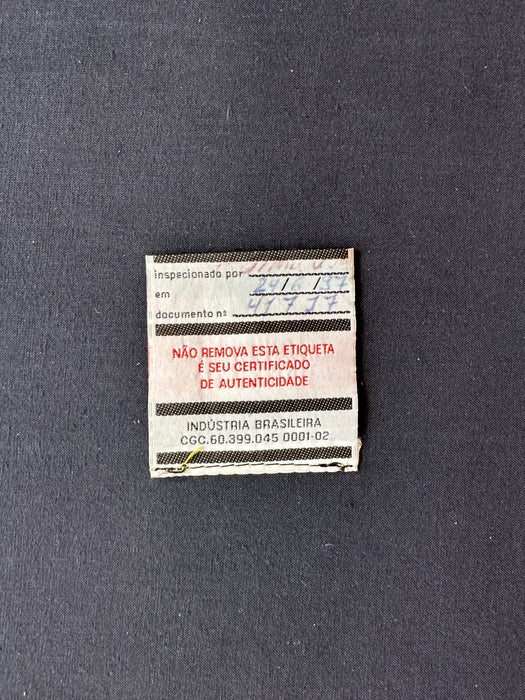 inspecionado por
em 24/6/87
documento nº
NÃO REMOVA ESTA ETIQUETA
É SEU CERTIFICADO
DE AUTENTICIDADE
INDÚSTRIA BRASILEIRA
CGC.60.399.045 0001-02